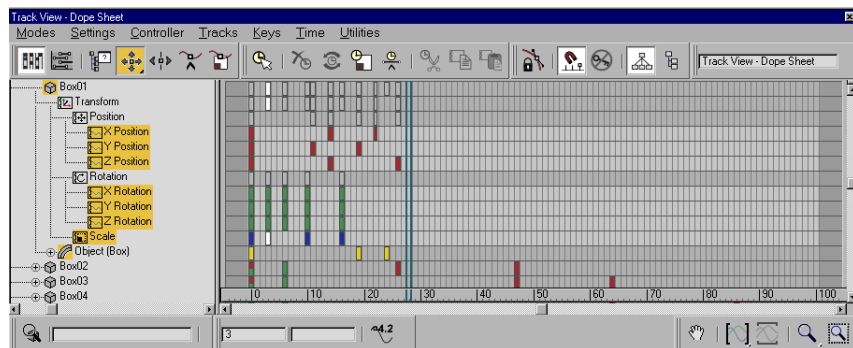 Track View - Dope Sheet
Modes Settings Controller Tracks Keys Time Utilities
Track View - Dope Sheet
Box01
Transform
Position
X Position
Y Position
Z Position
Rotation
X Rotation
Y Rotation
Z Rotation
Scale
Object (Box)
Box02
Box03
Box04
0 10 20 30 40 50 60 70 80 90 100
3
4.2